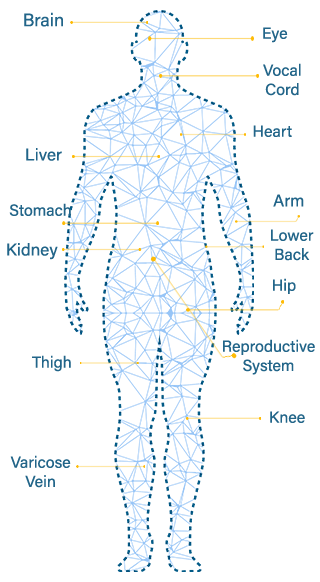 Brain
Eye
Vocal
Cord
Heart
Liver
Arm
Stomach
Lower
Back
Kidney
Hip
Reproductive
System
Thigh
Knee
Varicose
Vein